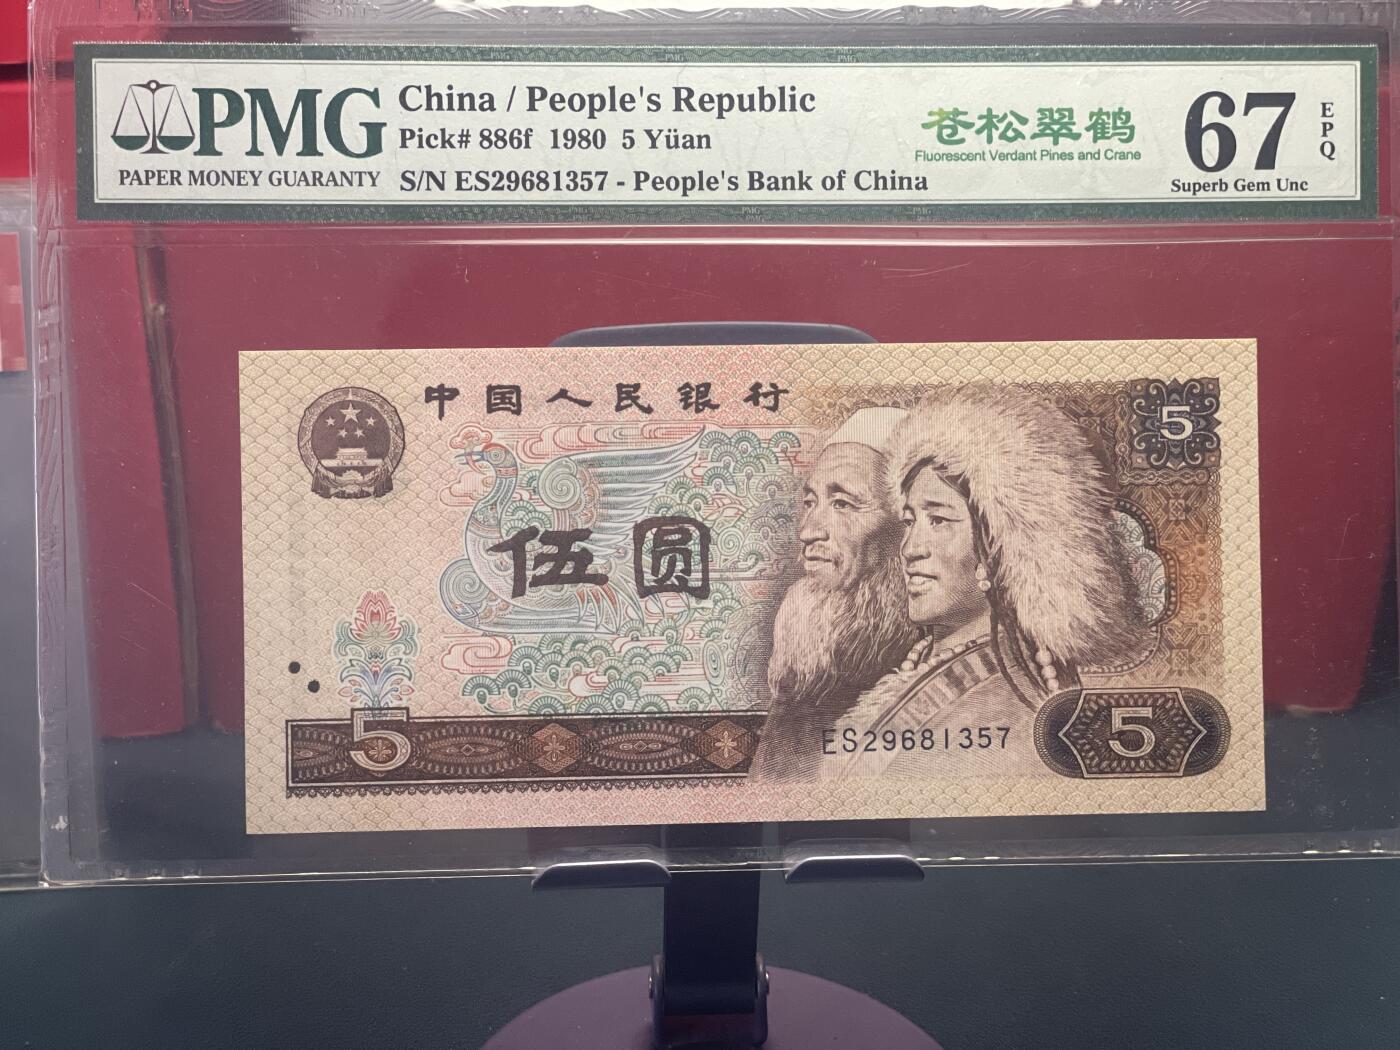 PMG
PAPER MONEY GUARANTY
China / People's Republic
Pick# 886f 1980 5 Yüan
S/N ES29681357 - People's Bank of China
苍松翠鹤
Fluorescent Verdant Pines and Crane
67
EPQ
Superb Gem Unc
中国人民银行
5
伍圆
5
ES29681357
5